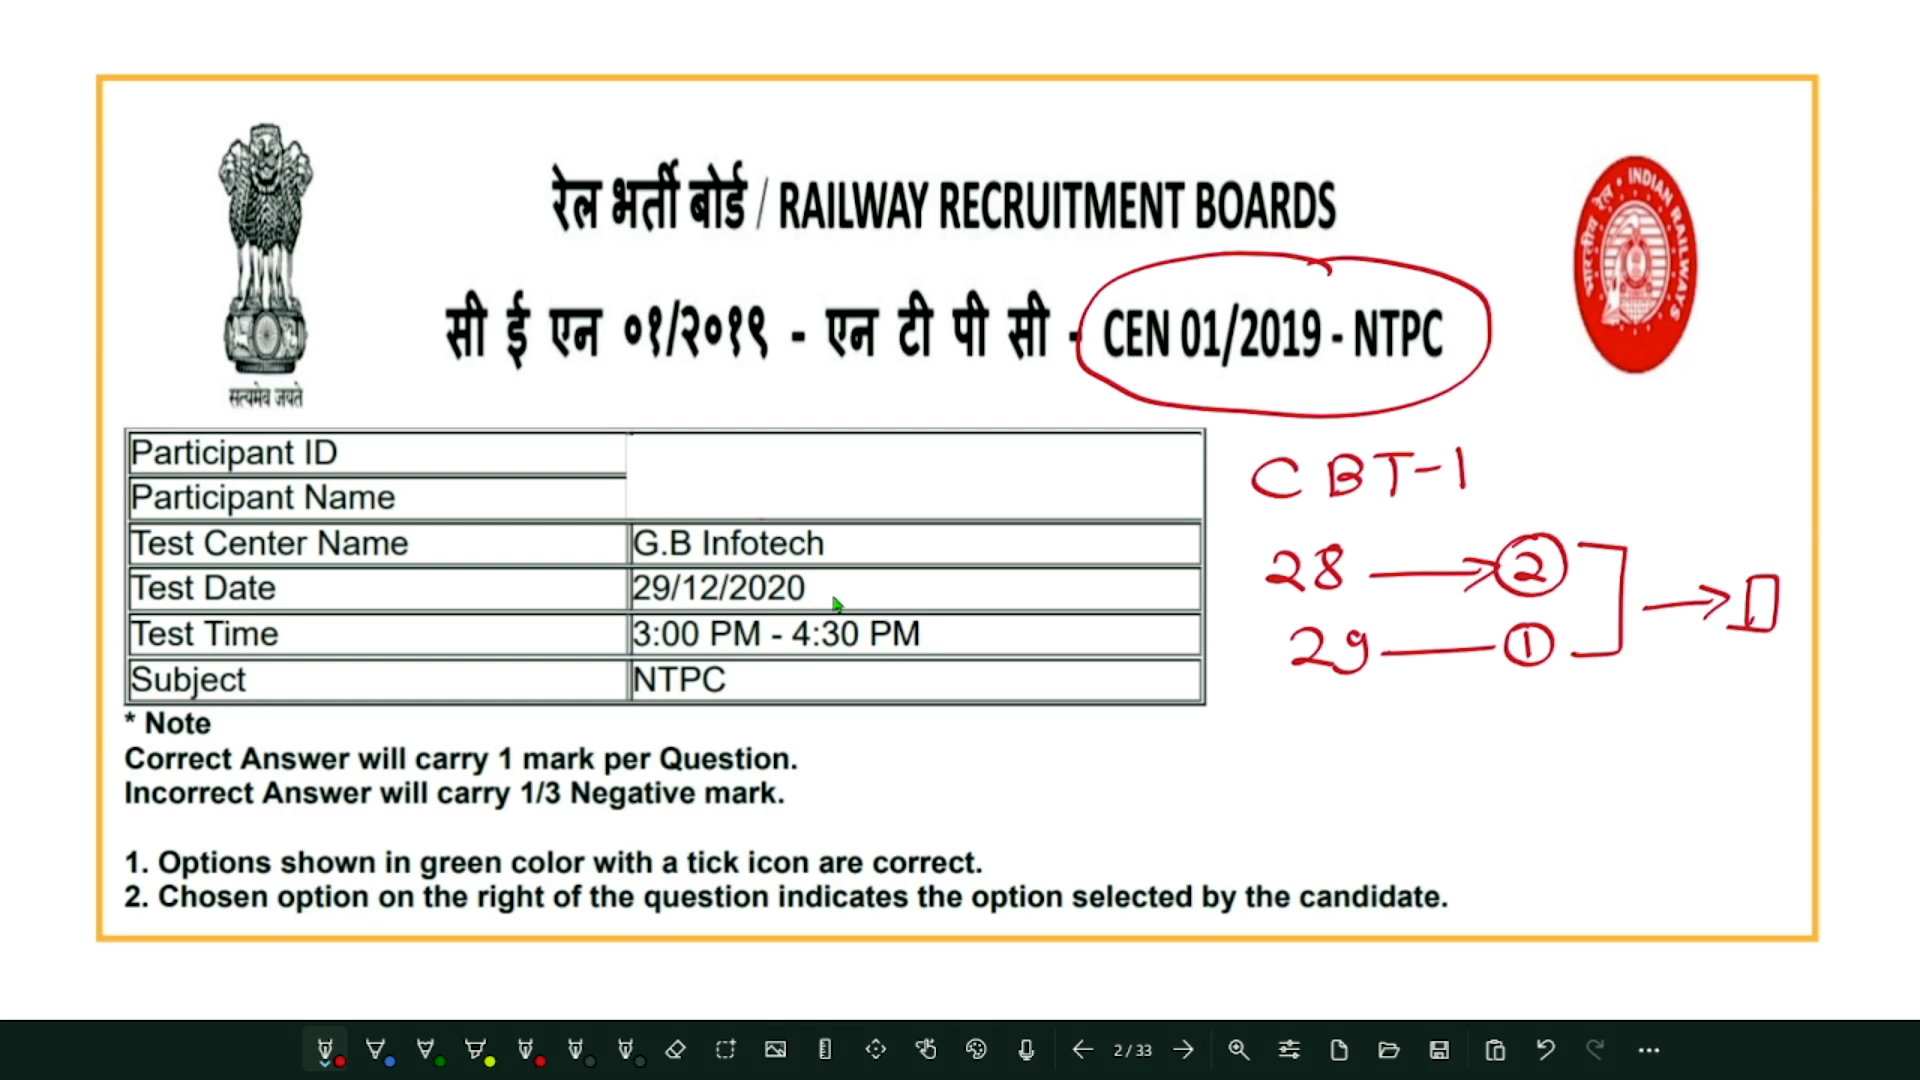 रेल भर्ती बोर्ड / RAILWAY RECRUITMENT BOARDS
सी ई एन ०१/२०१९ - एन टी पी सी - CEN 01/2019 - NTPC
सत्यमेव जयते
भारतीय रेल • INDIAN RAILWAYS
Participant ID
Participant Name
Test Center Name G.B Infotech
Test Date 29/12/2020
Test Time 3:00 PM - 4:30 PM
Subject NTPC
CBT-1
28 → 2
29 — 1
* Note
Correct Answer will carry 1 mark per Question.
Incorrect Answer will carry 1/3 Negative mark.
1. Options shown in green color with a tick icon are correct.
2. Chosen option on the right of the question indicates the option selected by the candidate.
2 / 33